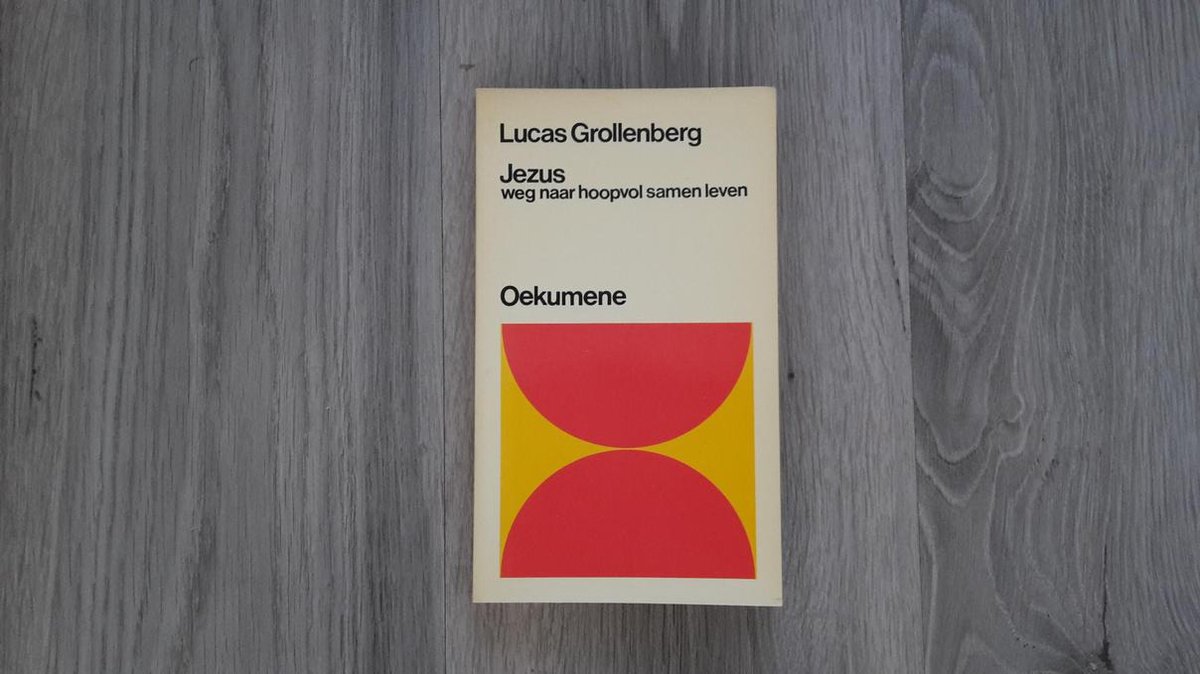 Lucas Grollenberg
Jezus
weg naar hoopvol samen leven
Oekumene